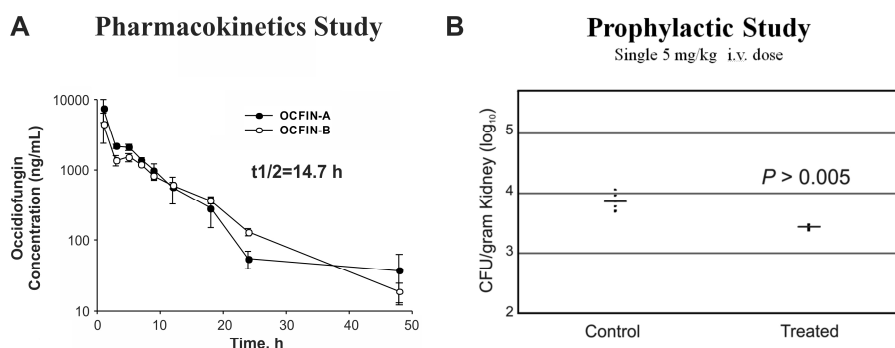 A
Pharmacokinetics Study
10000
1000
100
10
Occidiofungin
Concentration (ng/mL)
OCFIN-A
OCFIN-B
t1/2=14.7 h
0
10
20
30
40
50
Time, h
B
Prophylactic Study
Single 5 mg/kg i.v. dose
5
4
3
2
CFU/gram Kidney (log10)
P > 0.005
Control
Treated